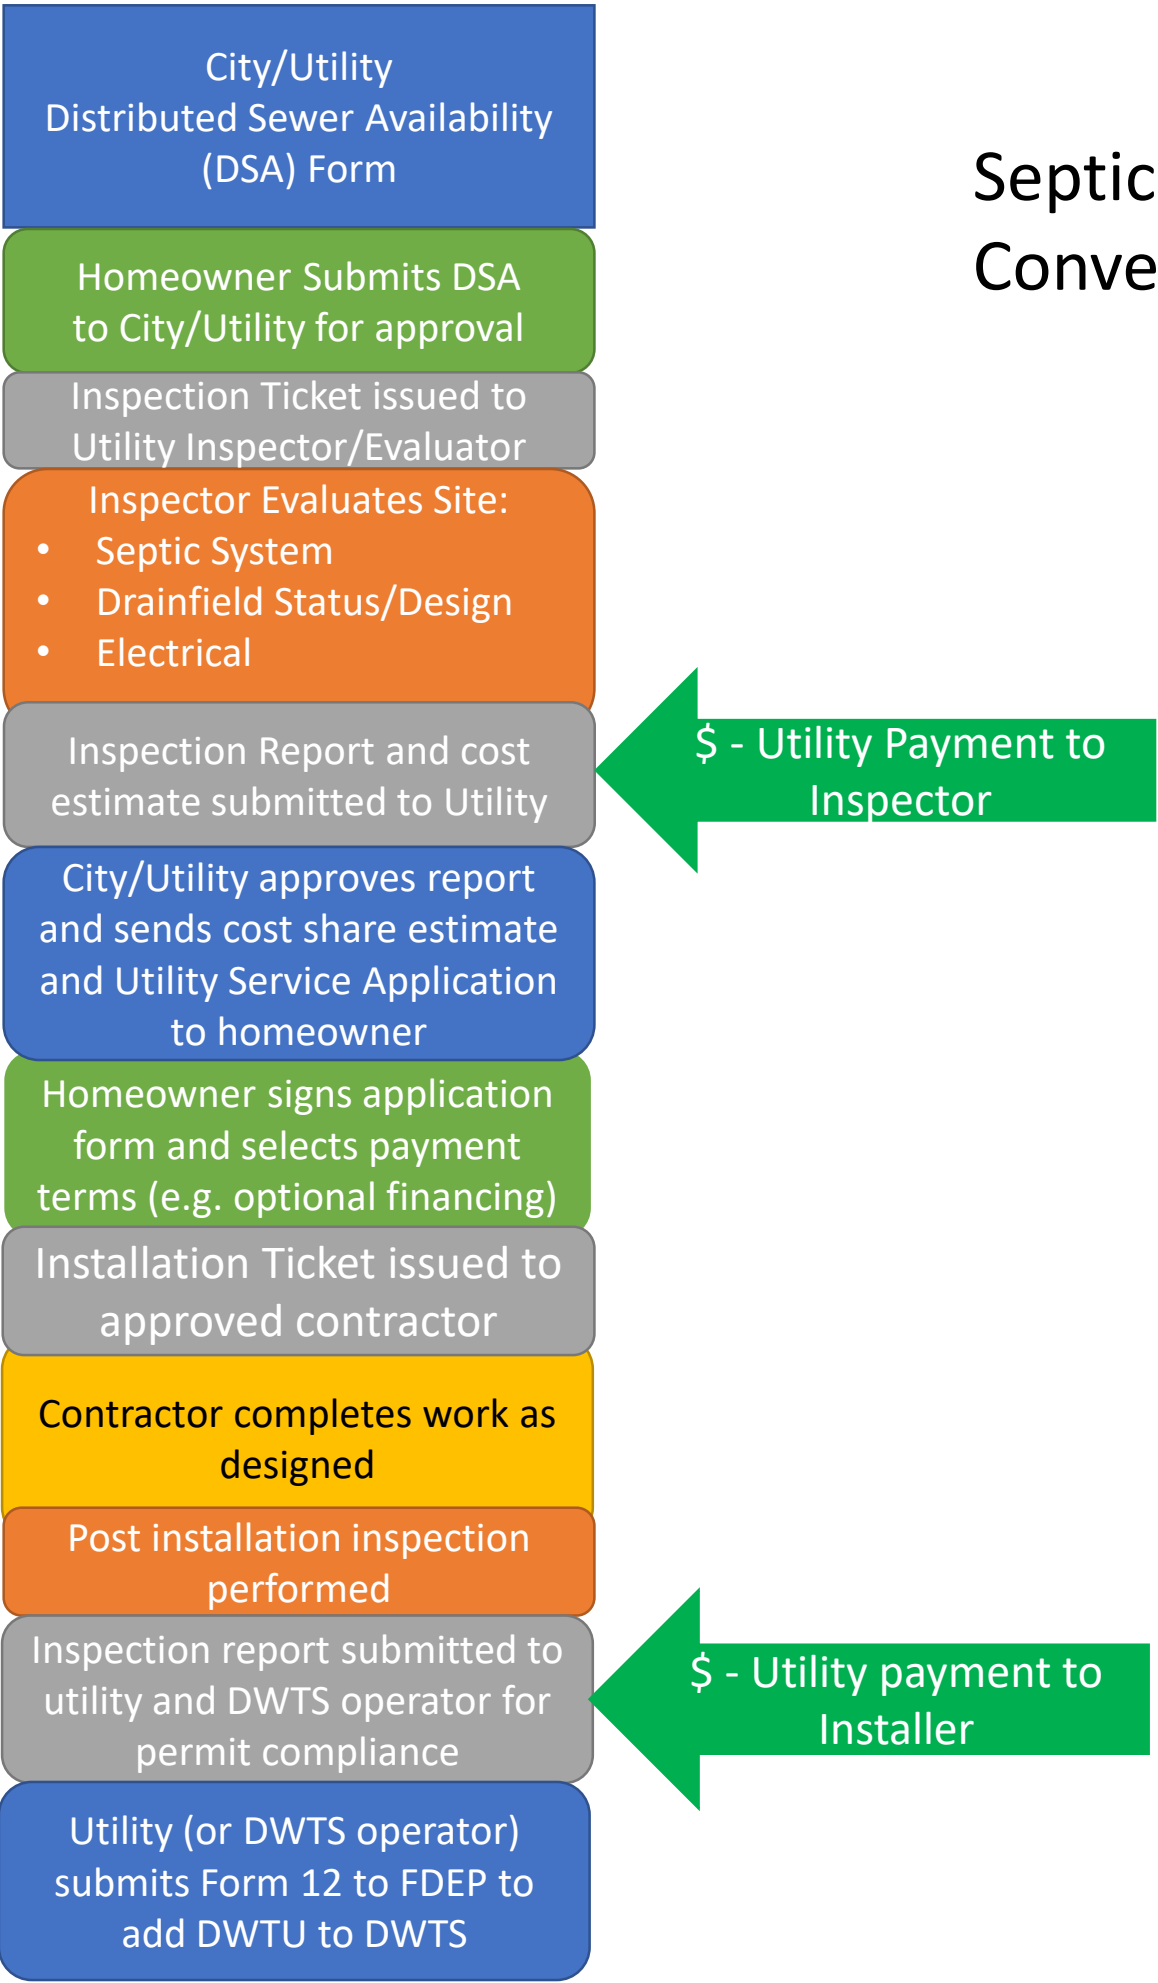 City/Utility
Distributed Sewer Availability
(DSA) Form
Septic
Conve
Homeowner Submits DSA
to City/Utility for approval
Inspection Ticket issued to
Utility Inspector/Evaluator
Inspector Evaluates Site:
• Septic System
• Drainfield Status/Design
• Electrical
Inspection Report and cost
estimate submitted to Utility
$ - Utility Payment to
Inspector
City/Utility approves report
and sends cost share estimate
and Utility Service Application
to homeowner
Homeowner signs application
form and selects payment
terms (e.g. optional financing)
Installation Ticket issued to
approved contractor
Contractor completes work as
designed
Post installation inspection
performed
Inspection report submitted to
utility and DWTS operator for
permit compliance
$ - Utility payment to
Installer
Utility (or DWTS operator)
submits Form 12 to FDEP to
add DWTU to DWTS